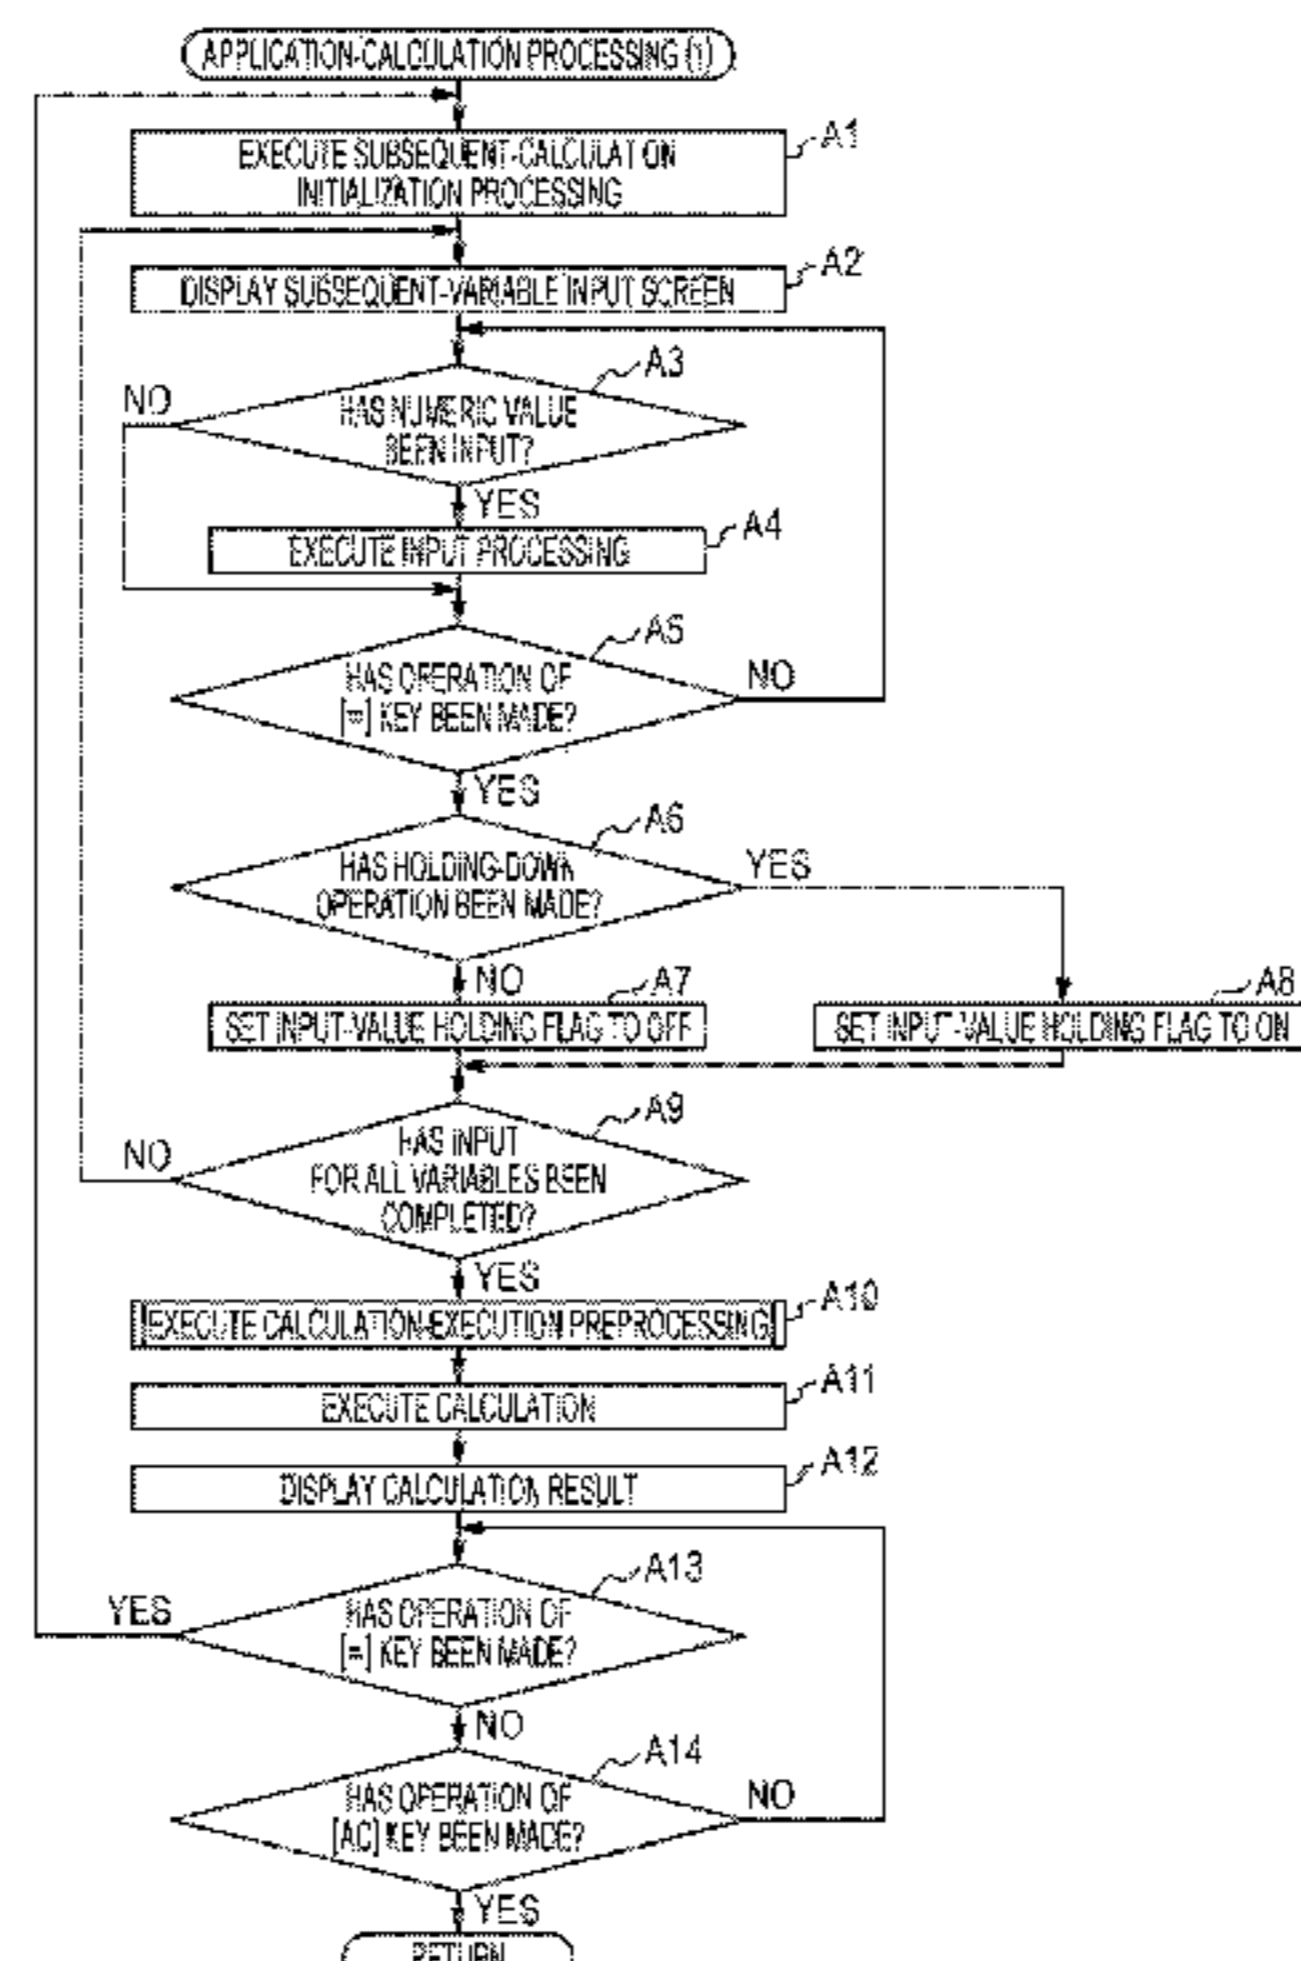 APPLICATION-CALCULATION PROCESSING (1)
A1
EXECUTE SUBSEQUENT-CALCULATION
INITIALIZATION PROCESSING
A2
DISPLAY SUBSEQUENT-VARIABLE INPUT SCREEN
A3
NO
HAS NUMERIC VALUE
BEEN INPUT?
YES
A4
EXECUTE INPUT PROCESSING
A5
HAS OPERATION OF
[=] KEY BEEN MADE?
NO
YES
A6
HAS HOLDING-DOWN
OPERATION BEEN MADE?
YES
NO
A7
SET INPUT-VALUE HOLDING FLAG TO OFF
A8
SET INPUT-VALUE HOLDING FLAG TO ON
A9
NO
HAS INPUT
FOR ALL VARIABLES BEEN
COMPLETED?
YES
A10
EXECUTE CALCULATION-EXECUTION PREPROCESSING
A11
EXECUTE CALCULATION
A12
DISPLAY CALCULATION RESULT
A13
YES
HAS OPERATION OF
[=] KEY BEEN MADE?
NO
A14
HAS OPERATION OF
[AC] KEY BEEN MADE?
NO
YES
RETURN